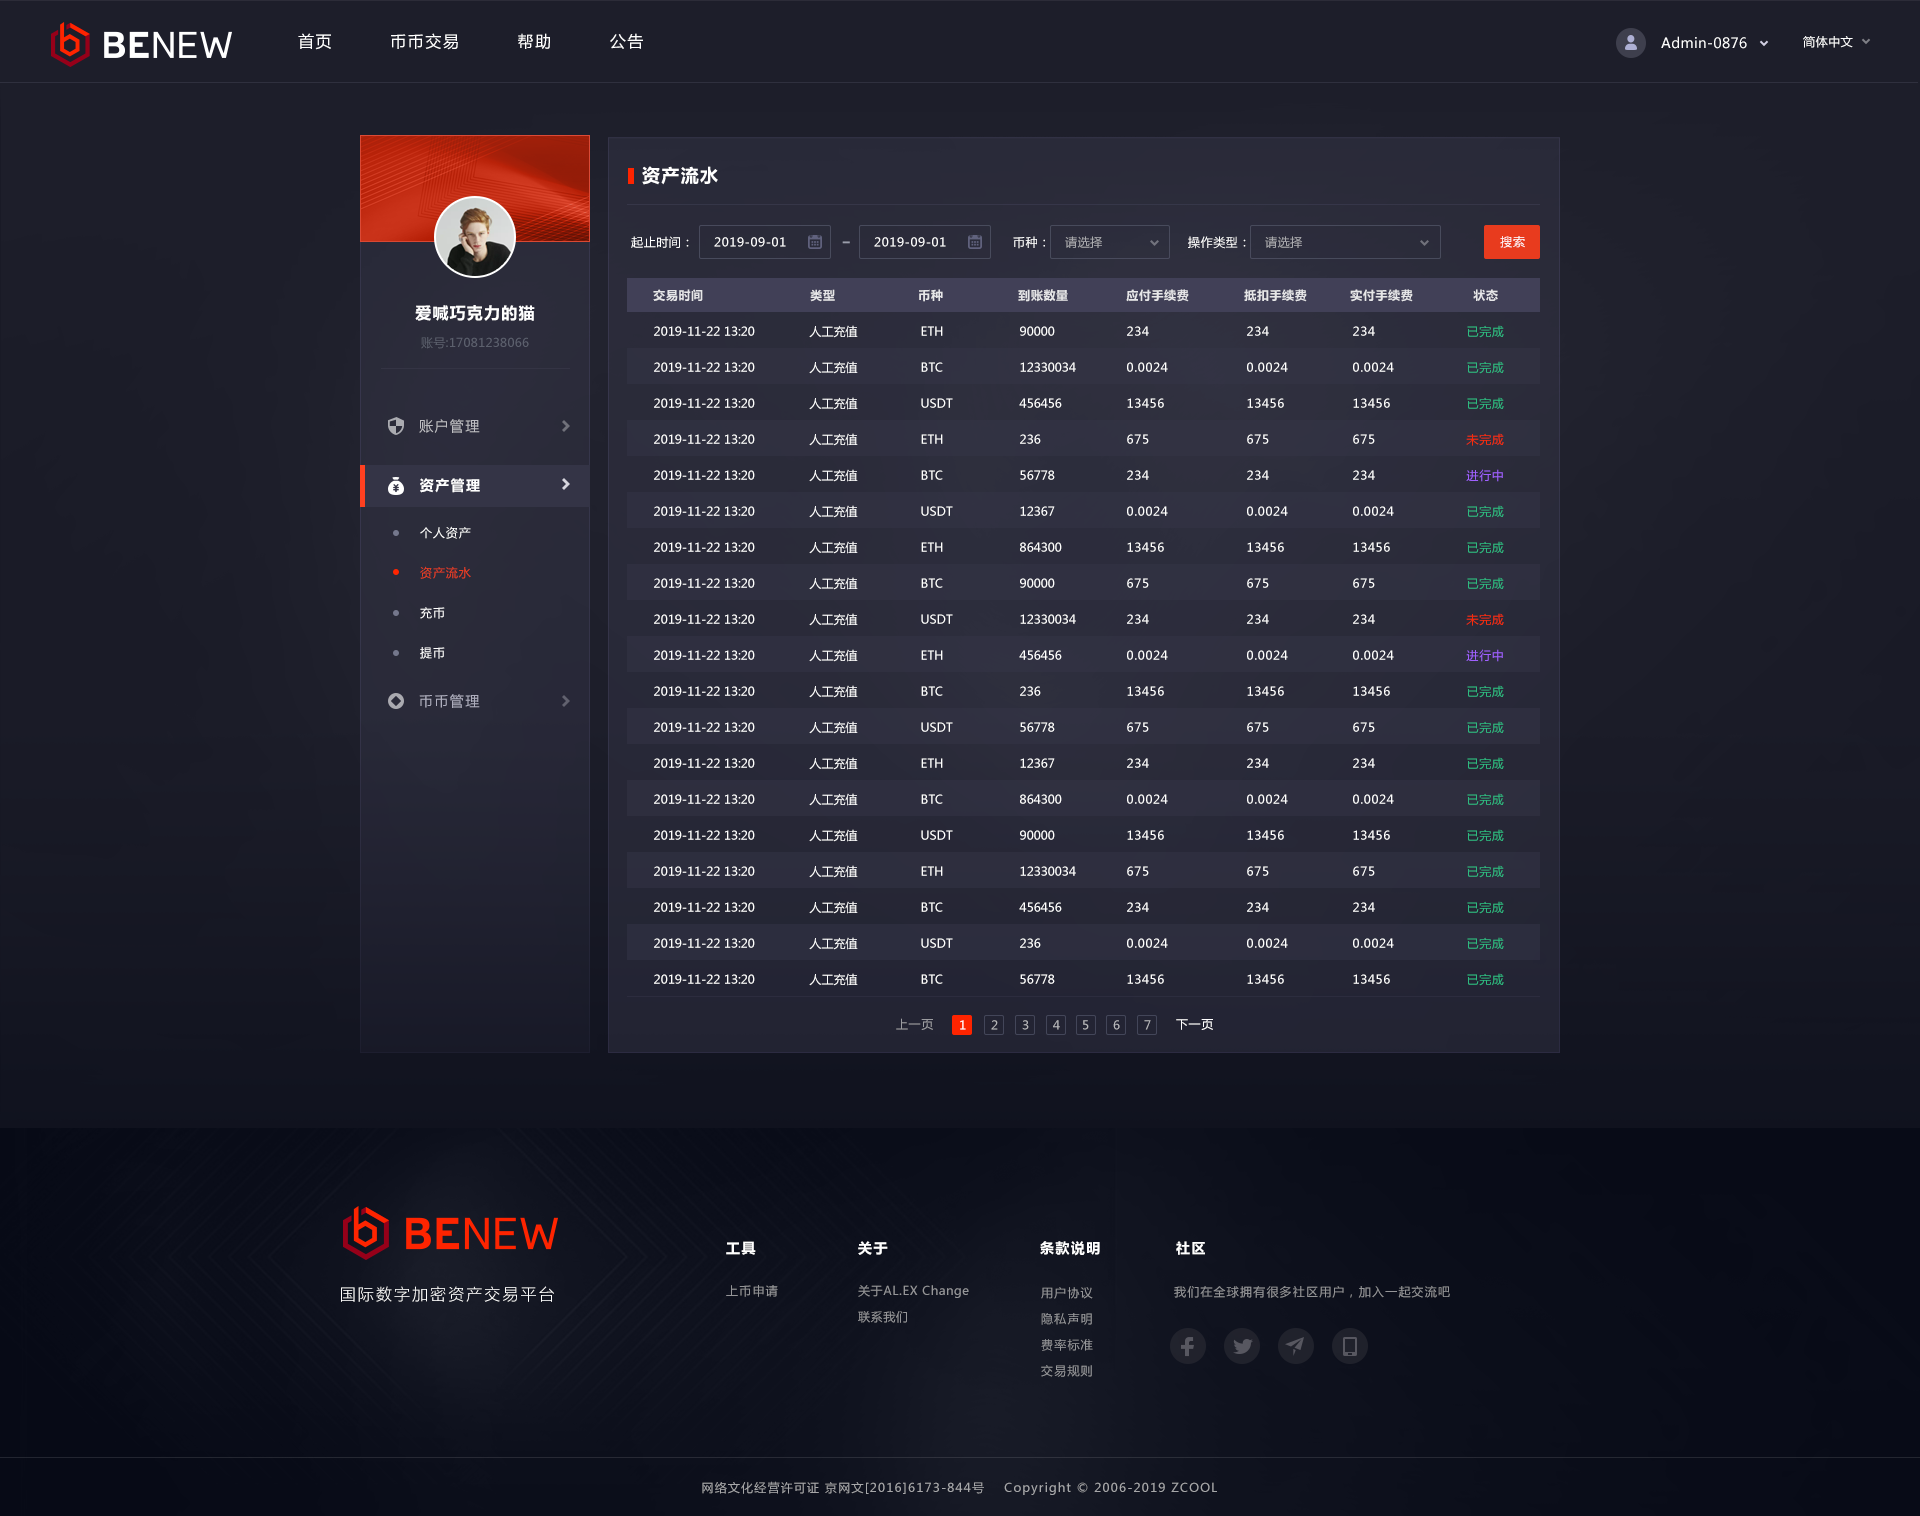 BENEW 首页 币币交易 帮助 公告 Admin-0876 简体中文
资产流水
起止时间： 2019-09-01 - 2019-09-01 币种： 请选择 操作类型： 请选择 搜索
爱喊巧克力的猫
账号:17081238066
账户管理
资产管理
个人资产
资产流水
充币
提币
币币管理
交易时间 类型 币种 到账数量 应付手续费 抵扣手续费 实付手续费 状态
2019-11-22 13:20 人工充值 ETH 90000 234 234 234 已完成
2019-11-22 13:20 人工充值 BTC 12330034 0.0024 0.0024 0.0024 已完成
2019-11-22 13:20 人工充值 USDT 456456 13456 13456 13456 已完成
2019-11-22 13:20 人工充值 ETH 236 675 675 675 未完成
2019-11-22 13:20 人工充值 BTC 56778 234 234 234 进行中
2019-11-22 13:20 人工充值 USDT 12367 0.0024 0.0024 0.0024 已完成
2019-11-22 13:20 人工充值 ETH 864300 13456 13456 13456 已完成
2019-11-22 13:20 人工充值 BTC 90000 675 675 675 已完成
2019-11-22 13:20 人工充值 USDT 12330034 234 234 234 未完成
2019-11-22 13:20 人工充值 ETH 456456 0.0024 0.0024 0.0024 进行中
2019-11-22 13:20 人工充值 BTC 236 13456 13456 13456 已完成
2019-11-22 13:20 人工充值 USDT 56778 675 675 675 已完成
2019-11-22 13:20 人工充值 ETH 12367 234 234 234 已完成
2019-11-22 13:20 人工充值 BTC 864300 0.0024 0.0024 0.0024 已完成
2019-11-22 13:20 人工充值 USDT 90000 13456 13456 13456 已完成
2019-11-22 13:20 人工充值 ETH 12330034 675 675 675 已完成
2019-11-22 13:20 人工充值 BTC 456456 234 234 234 已完成
2019-11-22 13:20 人工充值 USDT 236 0.0024 0.0024 0.0024 已完成
2019-11-22 13:20 人工充值 BTC 56778 13456 13456 13456 已完成
上一页 1 2 3 4 5 6 7 下一页
BENEW
国际数字加密资产交易平台
工具
上币申请
关于
关于AL.EX Change
联系我们
条款说明
用户协议
隐私声明
费率标准
交易规则
社区
我们在全球拥有很多社区用户，加入一起交流吧
网络文化经营许可证 京网文[2016]6173-844号 Copyright © 2006-2019 ZCOOL